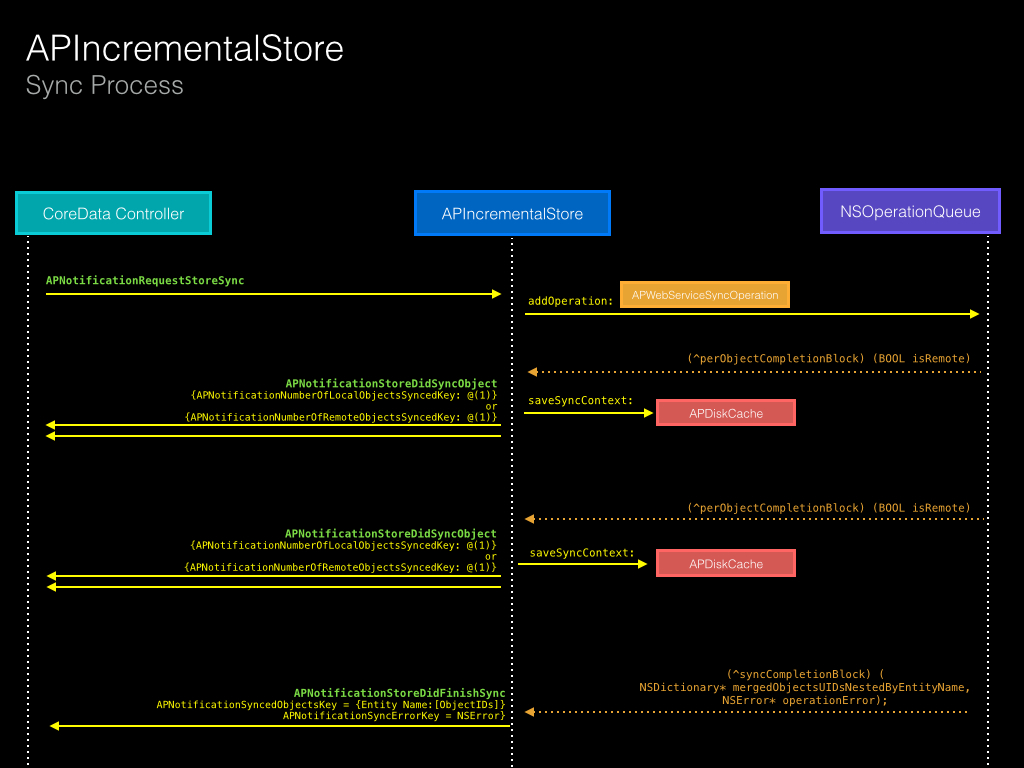 APIncrementalStore
Sync Process
CoreData Controller
APIncrementalStore
NSOperationQueue
APNotificationRequestStoreSync
addOperation:
APWebServiceSyncOperation
(^perObjectCompletionBlock) (BOOL isRemote)
APNotificationStoreDidSyncObject
{APNotificationNumberOfLocalObjectsSyncedKey: @(1)}
or
{APNotificationNumberOfRemoteObjectsSyncedKey: @(1)}
saveSyncContext:
APDiskCache
(^perObjectCompletionBlock) (BOOL isRemote)
APNotificationStoreDidSyncObject
{APNotificationNumberOfLocalObjectsSyncedKey: @(1)}
or
{APNotificationNumberOfRemoteObjectsSyncedKey: @(1)}
saveSyncContext:
APDiskCache
(^syncCompletionBlock) (
NSDictionary* mergedObjectsUIDsNestedByEntityName,
NSError* operationError);
APNotificationStoreDidFinishSync
APNotificationSyncedObjectsKey = {Entity Name:[ObjectIDs]}
APNotificationSyncErrorKey = NSError}